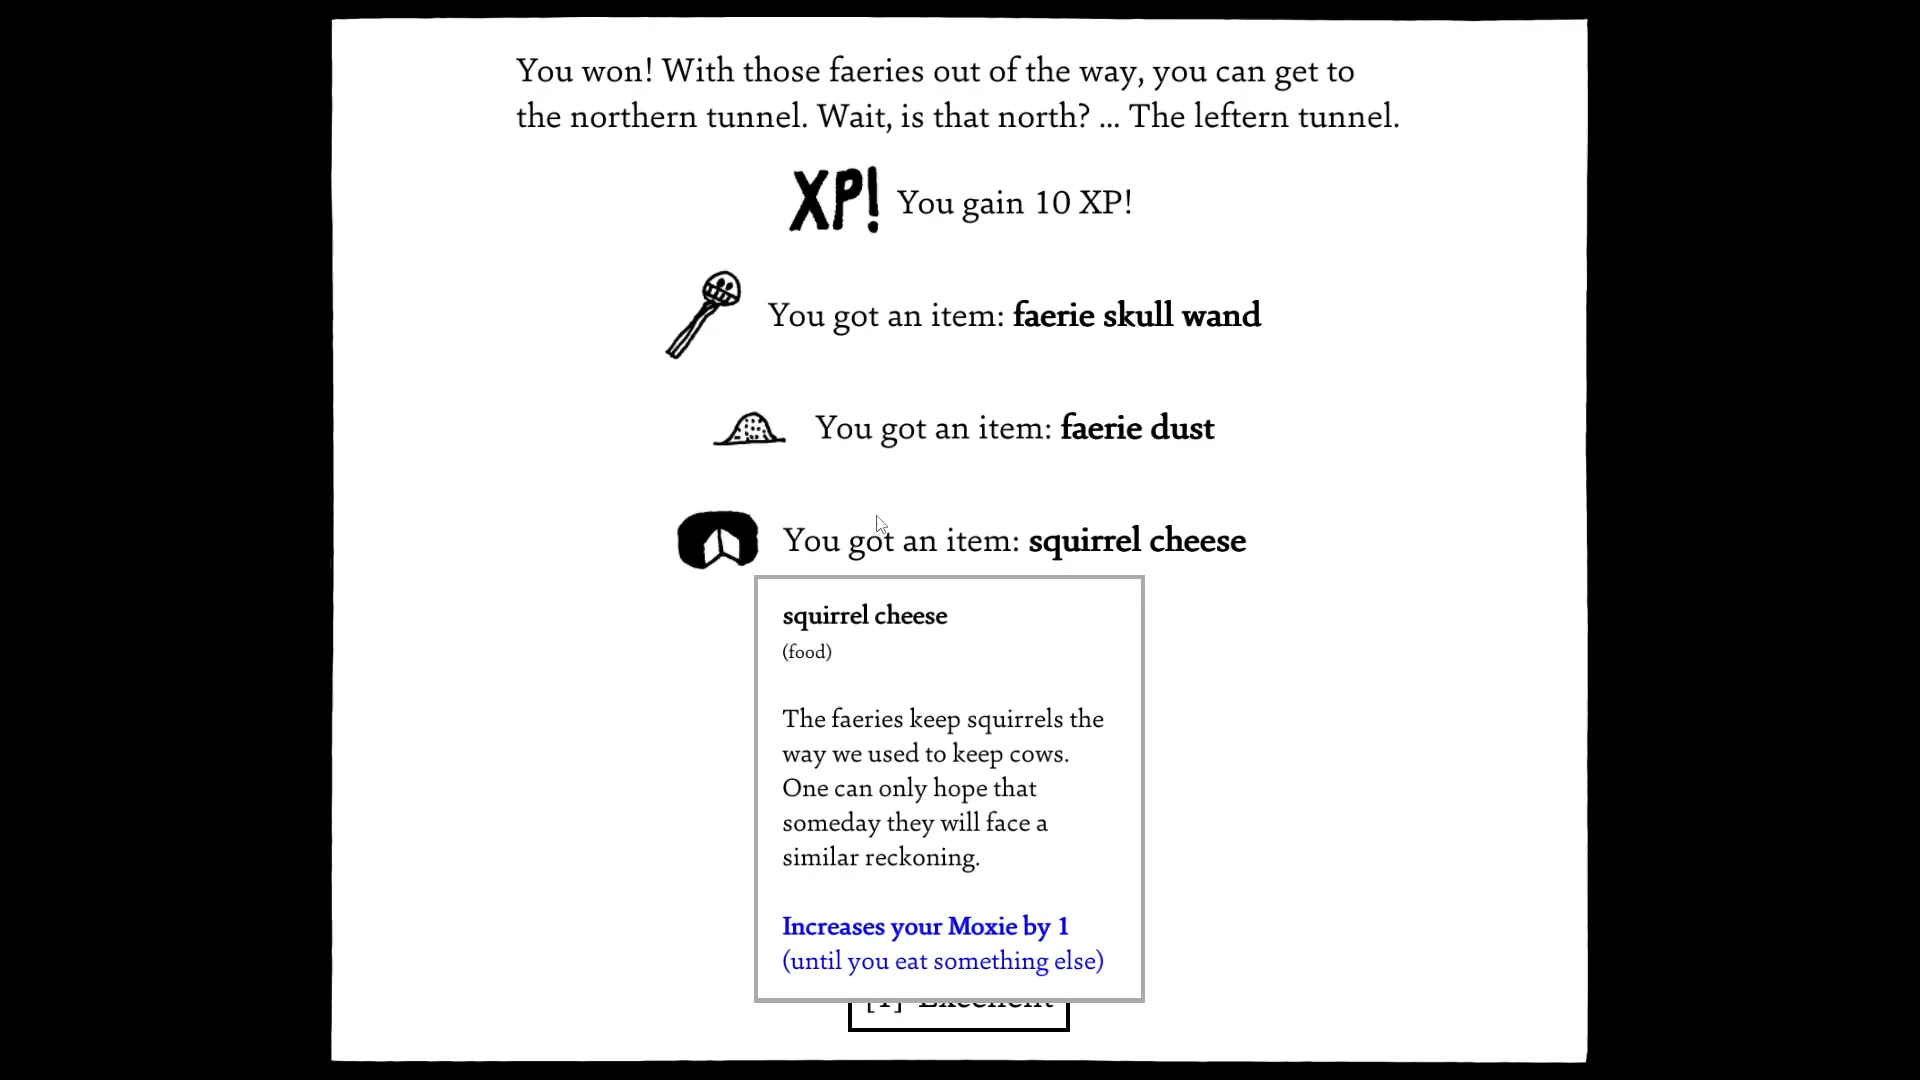 You won! With those faeries out of the way, you can get to
the northern tunnel. Wait, is that north? ... The leftern tunnel.
XP! You gain 10 XP!
You got an item: faerie skull wand
You got an item: faerie dust
You got an item: squirrel cheese
squirrel cheese
(food)
The faeries keep squirrels the
way we used to keep cows.
One can only hope that
someday they will face a
similar reckoning.
Increases your Moxie by 1
(until you eat something else)
[1] Excellent